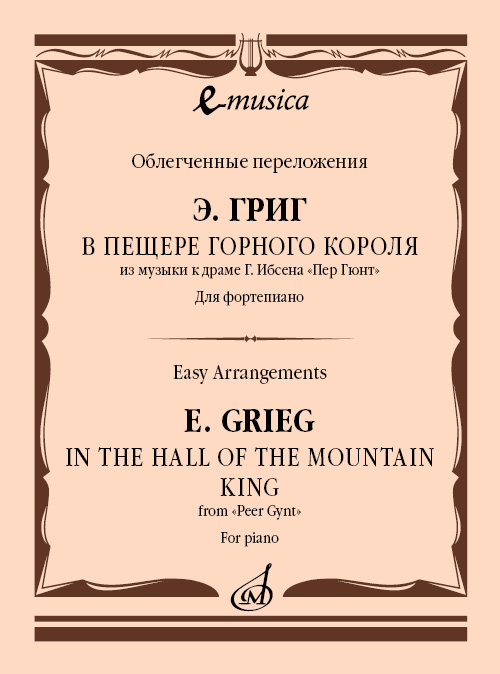 e-musica
Облегченные переложения
Э. ГРИГ
В ПЕЩЕРЕ ГОРНОГО КОРОЛЯ
из музыки к драме Г. Ибсена «Пер Гюнт»
Для фортепиано
Easy Arrangements
E. GRIEG
IN THE HALL OF THE MOUNTAIN
KING
from «Peer Gynt»
For piano
М